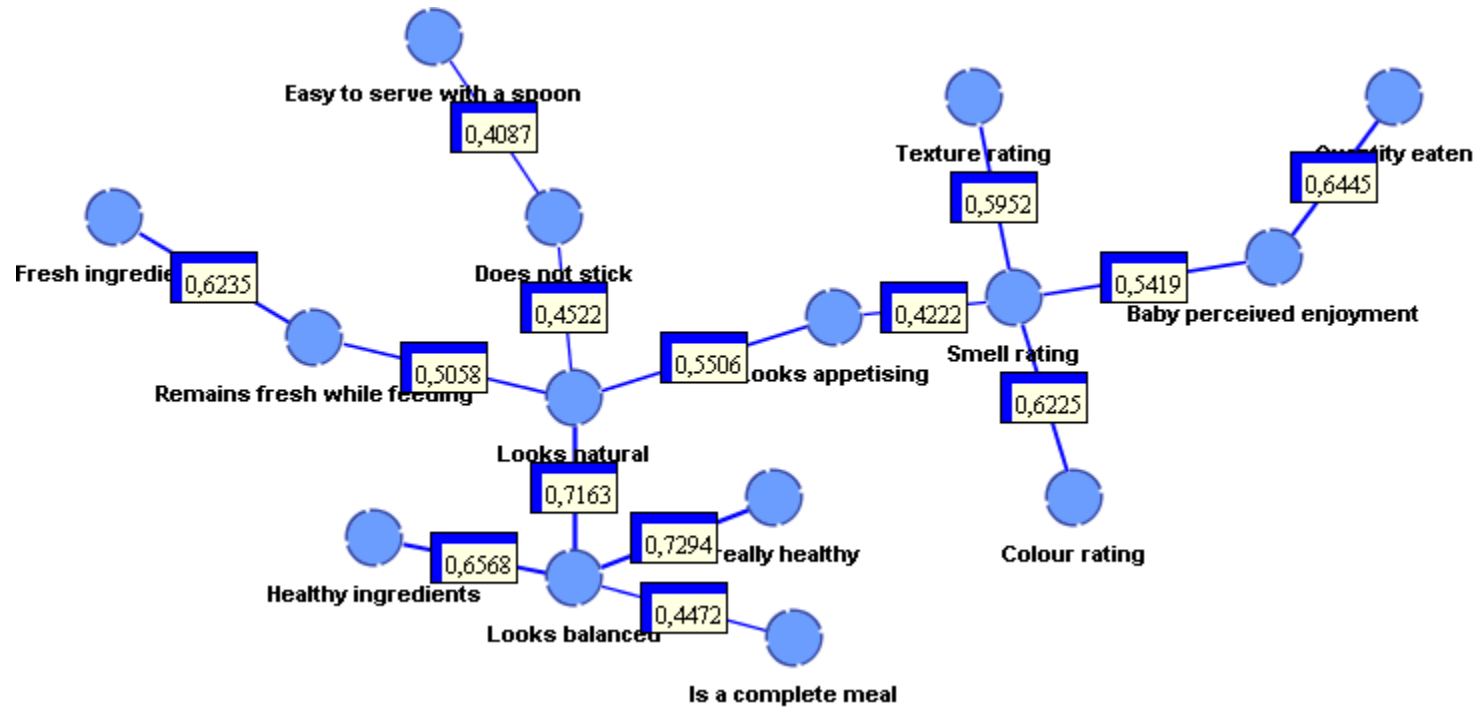 Easy to serve with a spoon
0,4087
Texture rating
Quantity eaten
0,6445
0,5952
Fresh ingredie
0,6235
Does not stick
0,4522
0,5419
Baby perceived enjoyment
0,4222
Smell rating
0,5506
ooks appetising
0,5058
Remains fresh while feeding
0,6225
Looks natural
0,7163
0,7294
really healthy
Colour rating
0,6568
Healthy ingredients
0,4472
Looks balanced
Is a complete meal